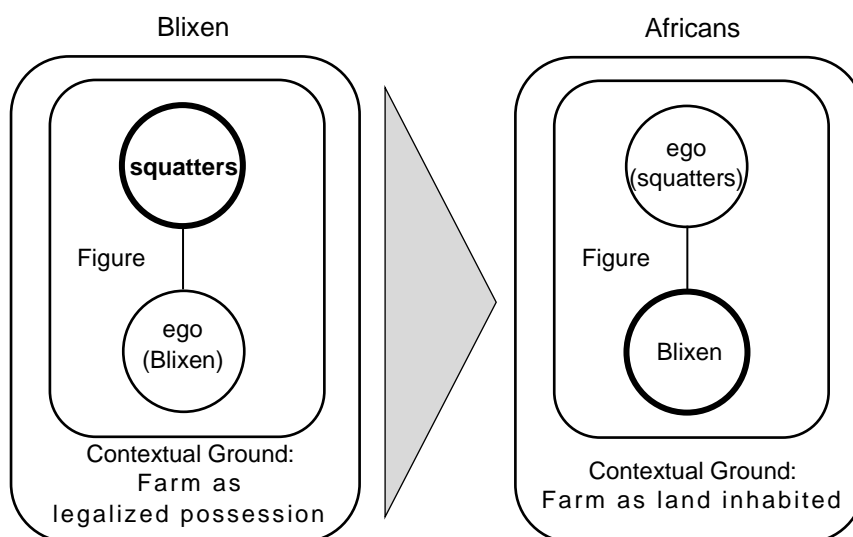 Blixen
squatters
Figure
ego
(Blixen)
Contextual Ground:
Farm as
legalized possession
Africans
ego
(squatters)
Figure
Blixen
Contextual Ground:
Farm as land inhabited